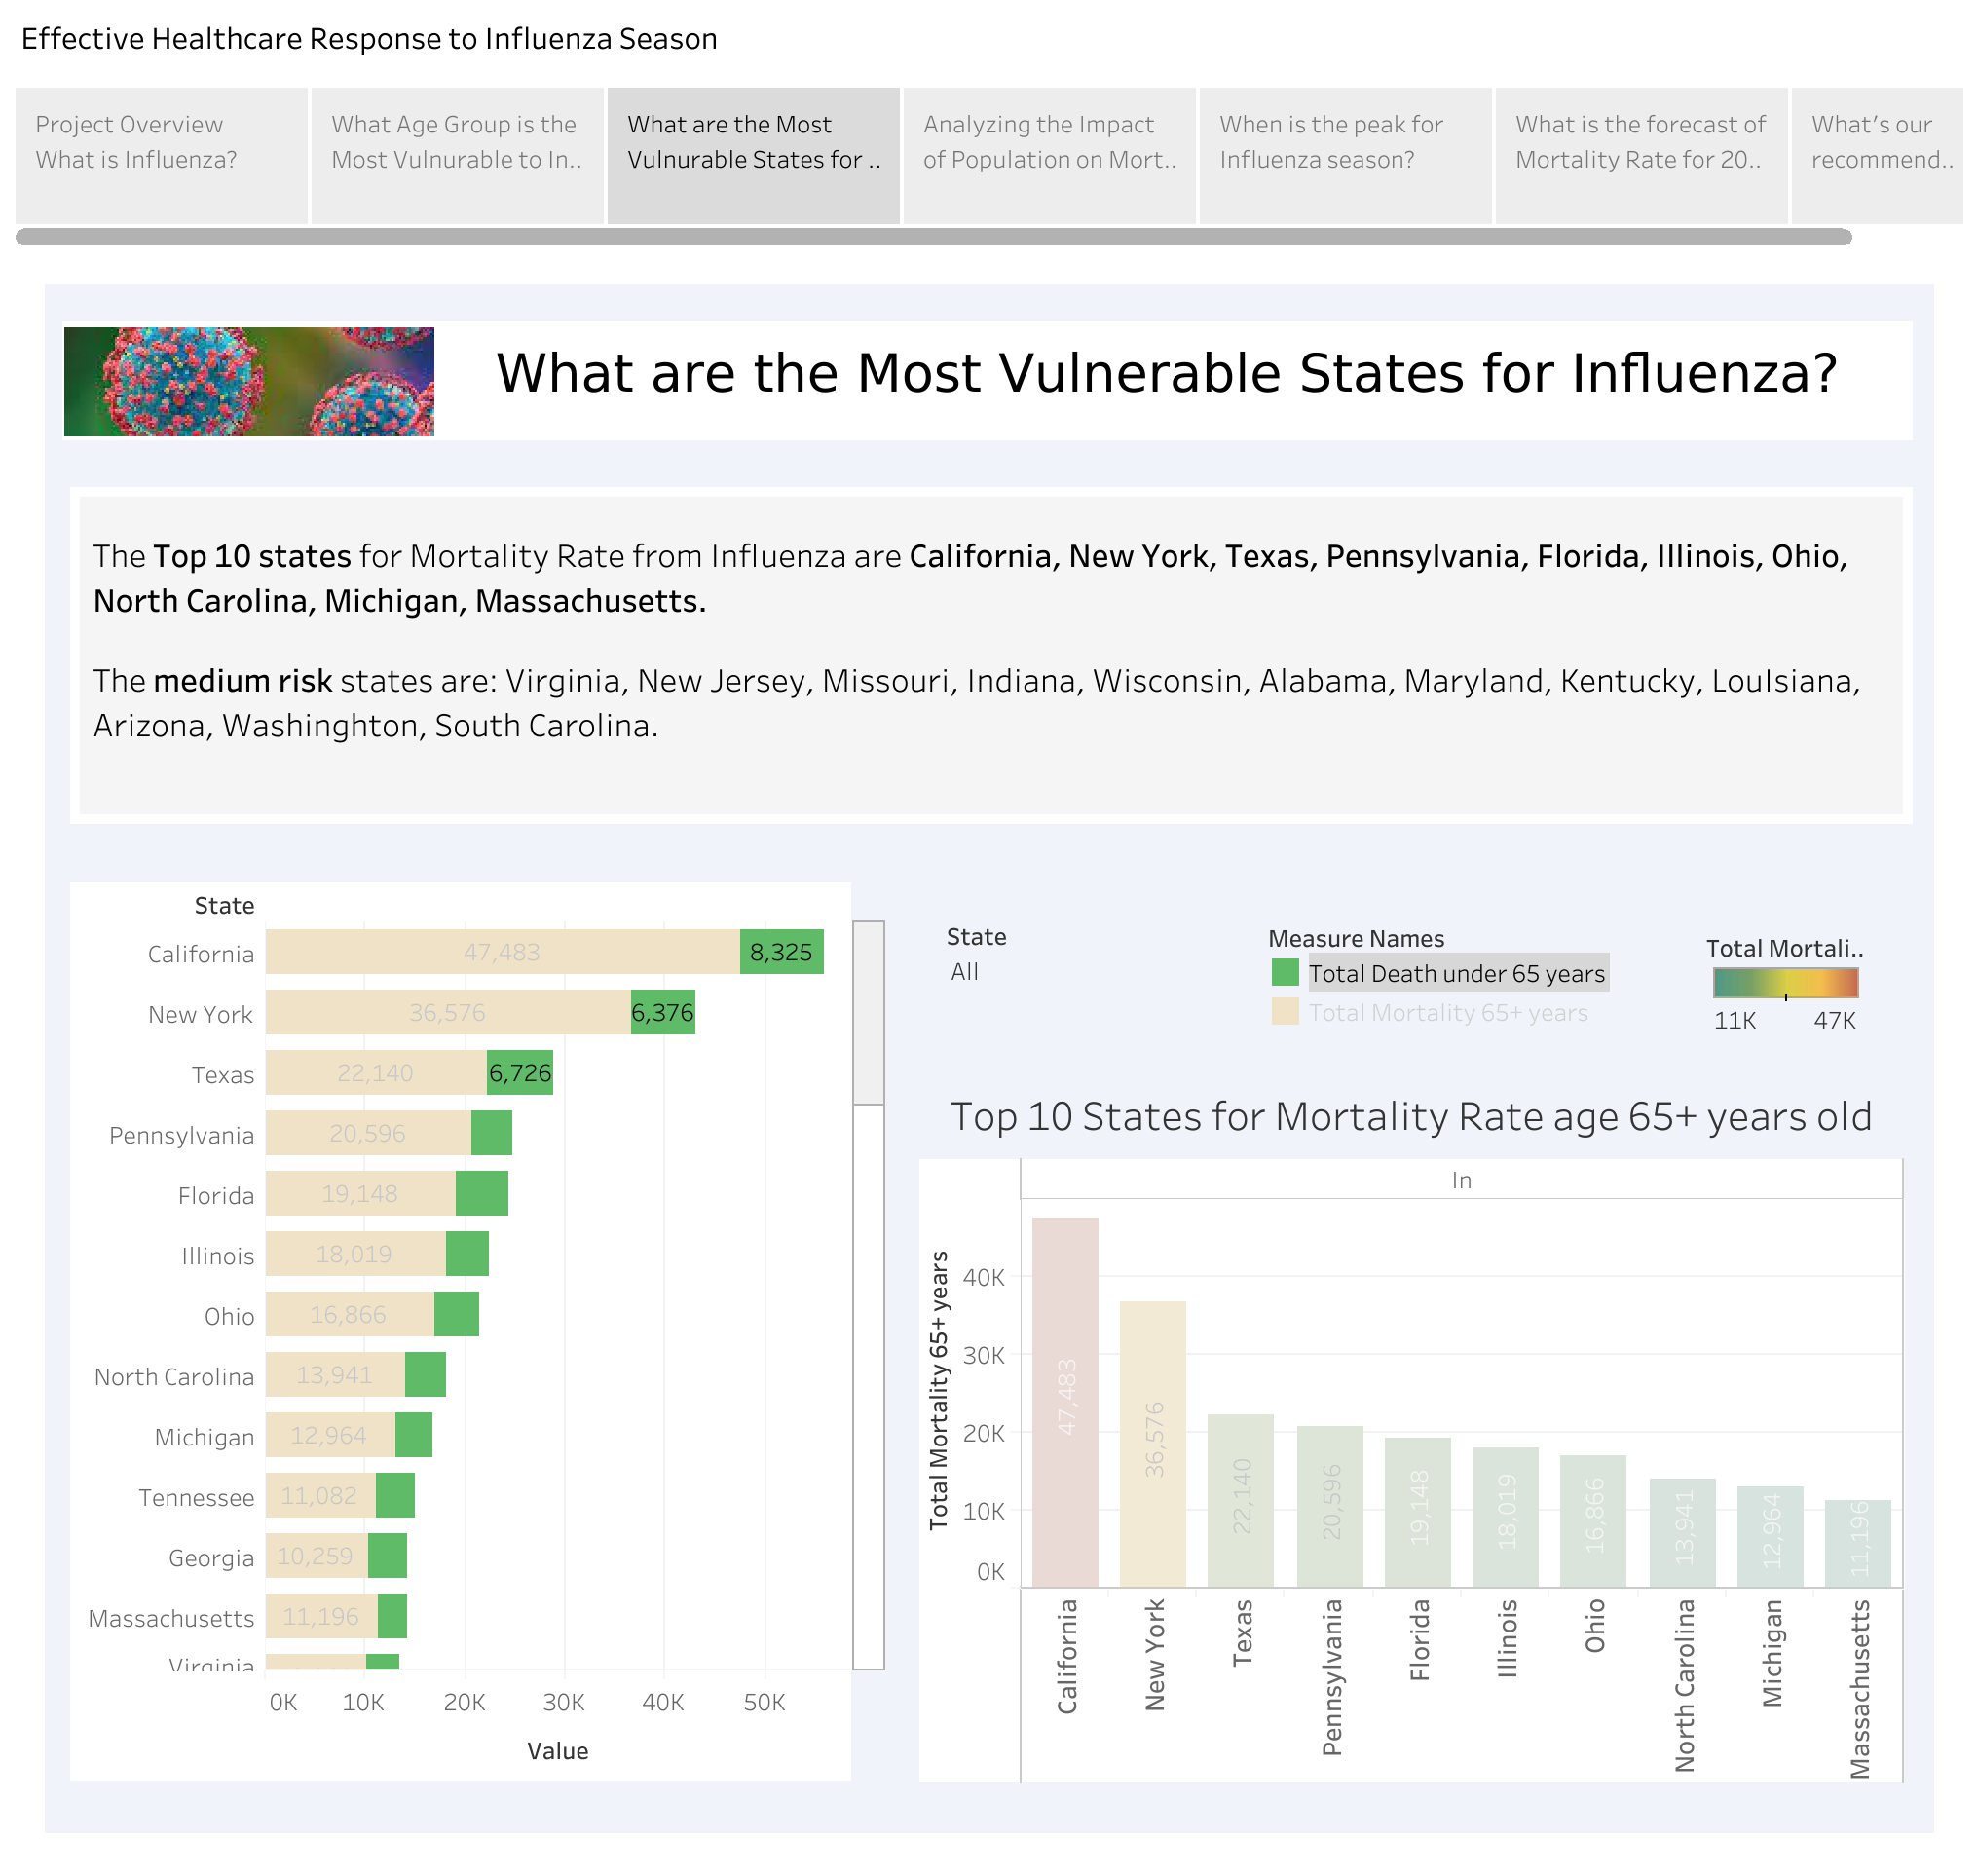 Effective Healthcare Response to Influenza Season
Project Overview
What is Influenza?
What Age Group is the
Most Vulnurable to In..
What are the Most
Vulnurable States for ..
Analyzing the Impact
of Population on Mort..
When is the peak for
Influenza season?
What is the forecast of
Mortality Rate for 20..
What's our
recommend..
What are the Most Vulnerable States for Influenza?
The Top 10 states for Mortality Rate from Influenza are California, New York, Texas, Pennsylvania, Florida, Illinois, Ohio,
North Carolina, Michigan, Massachusetts.
The medium risk states are: Virginia, New Jersey, Missouri, Indiana, Wisconsin, Alabama, Maryland, Kentucky, LouIsiana,
Arizona, Washinghton, South Carolina.
State
California 47,483 8,325
New York 36,576 6,376
Texas 22,140 6,726
Pennsylvania 20,596
Florida 19,148
Illinois 18,019
Ohio 16,866
North Carolina 13,941
Michigan 12,964
Tennessee 11,082
Georgia 10,259
Massachusetts 11,196
Virginia
0K 10K 20K 30K 40K 50K
Value
State
All
Measure Names
Total Death under 65 years
Total Mortality 65+ years
Total Mortali..
11K 47K
Top 10 States for Mortality Rate age 65+ years old
In
Total Mortality 65+ years
40K
30K
20K
10K
0K
47,483
36,576
22,140
20,596
19,148
18,019
16,866
13,941
12,964
11,196
California
New York
Texas
Pennsylvania
Florida
Illinois
Ohio
North Carolina
Michigan
Massachusetts